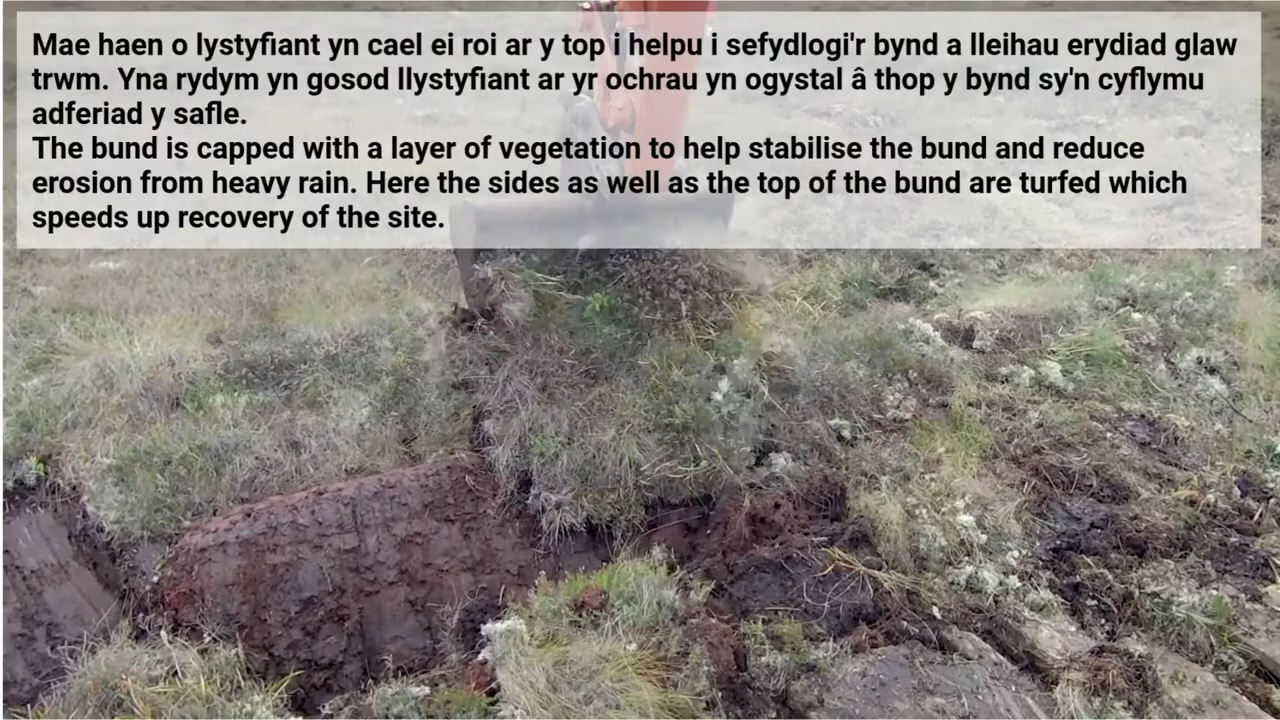 Mae haen o lystyfiant yn cael ei roi ar y top i helpu i sefydlogi'r bynd a lleihau erydiad glaw
trwm. Yna rydym yn gosod llystyfiant ar yr ochrau yn ogystal â thop y bynd sy'n cyflymu
adferiad y safle.
The bund is capped with a layer of vegetation to help stabilise the bund and reduce
erosion from heavy rain. Here the sides as well as the top of the bund are turfed which
speeds up recovery of the site.